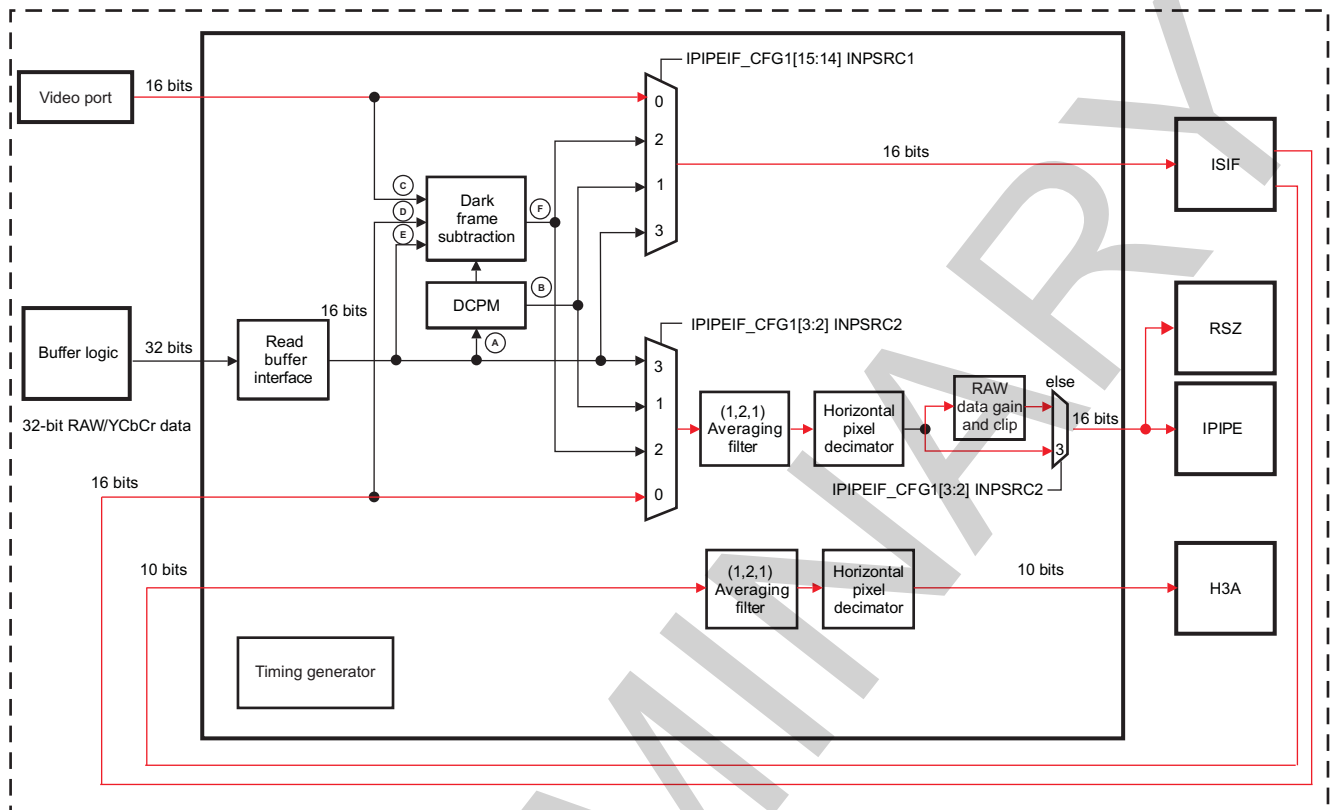 IPIPEIF_CFG1[15:14] INPSRC1
Video port
16 bits
0
2
1
3
16 bits
ISIF
C
D
E
Dark
frame
subtraction
F
DCPM
B
A
16 bits
Buffer logic
32 bits
Read
buffer
interface
32-bit RAW/YCbCr data
IPIPEIF_CFG1[3:2] INPSRC2
3
1
2
0
(1,2,1)
Averaging
filter
Horizontal
pixel
decimator
RAW
data gain
and clip
else
3
16 bits
IPIPEIF_CFG1[3:2] INPSRC2
RSZ
IPIPE
16 bits
10 bits
(1,2,1)
Averaging
filter
Horizontal
pixel
decimator
10 bits
H3A
Timing generator
MINARY